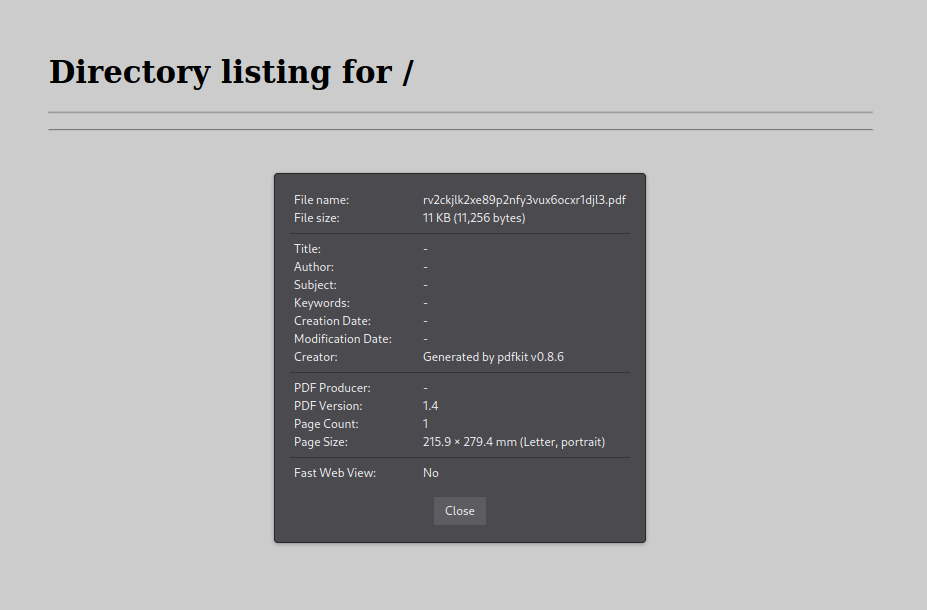 Directory listing for /
File name: rv2ckjlk2xe89p2nfy3vux6ocxr1djl3.pdf
File size: 11 KB (11,256 bytes)
Title: -
Author: -
Subject: -
Keywords: -
Creation Date: -
Modification Date: -
Creator: Generated by pdfkit v0.8.6
PDF Producer: -
PDF Version: 1.4
Page Count: 1
Page Size: 215.9 × 279.4 mm (Letter, portrait)
Fast Web View: No
Close